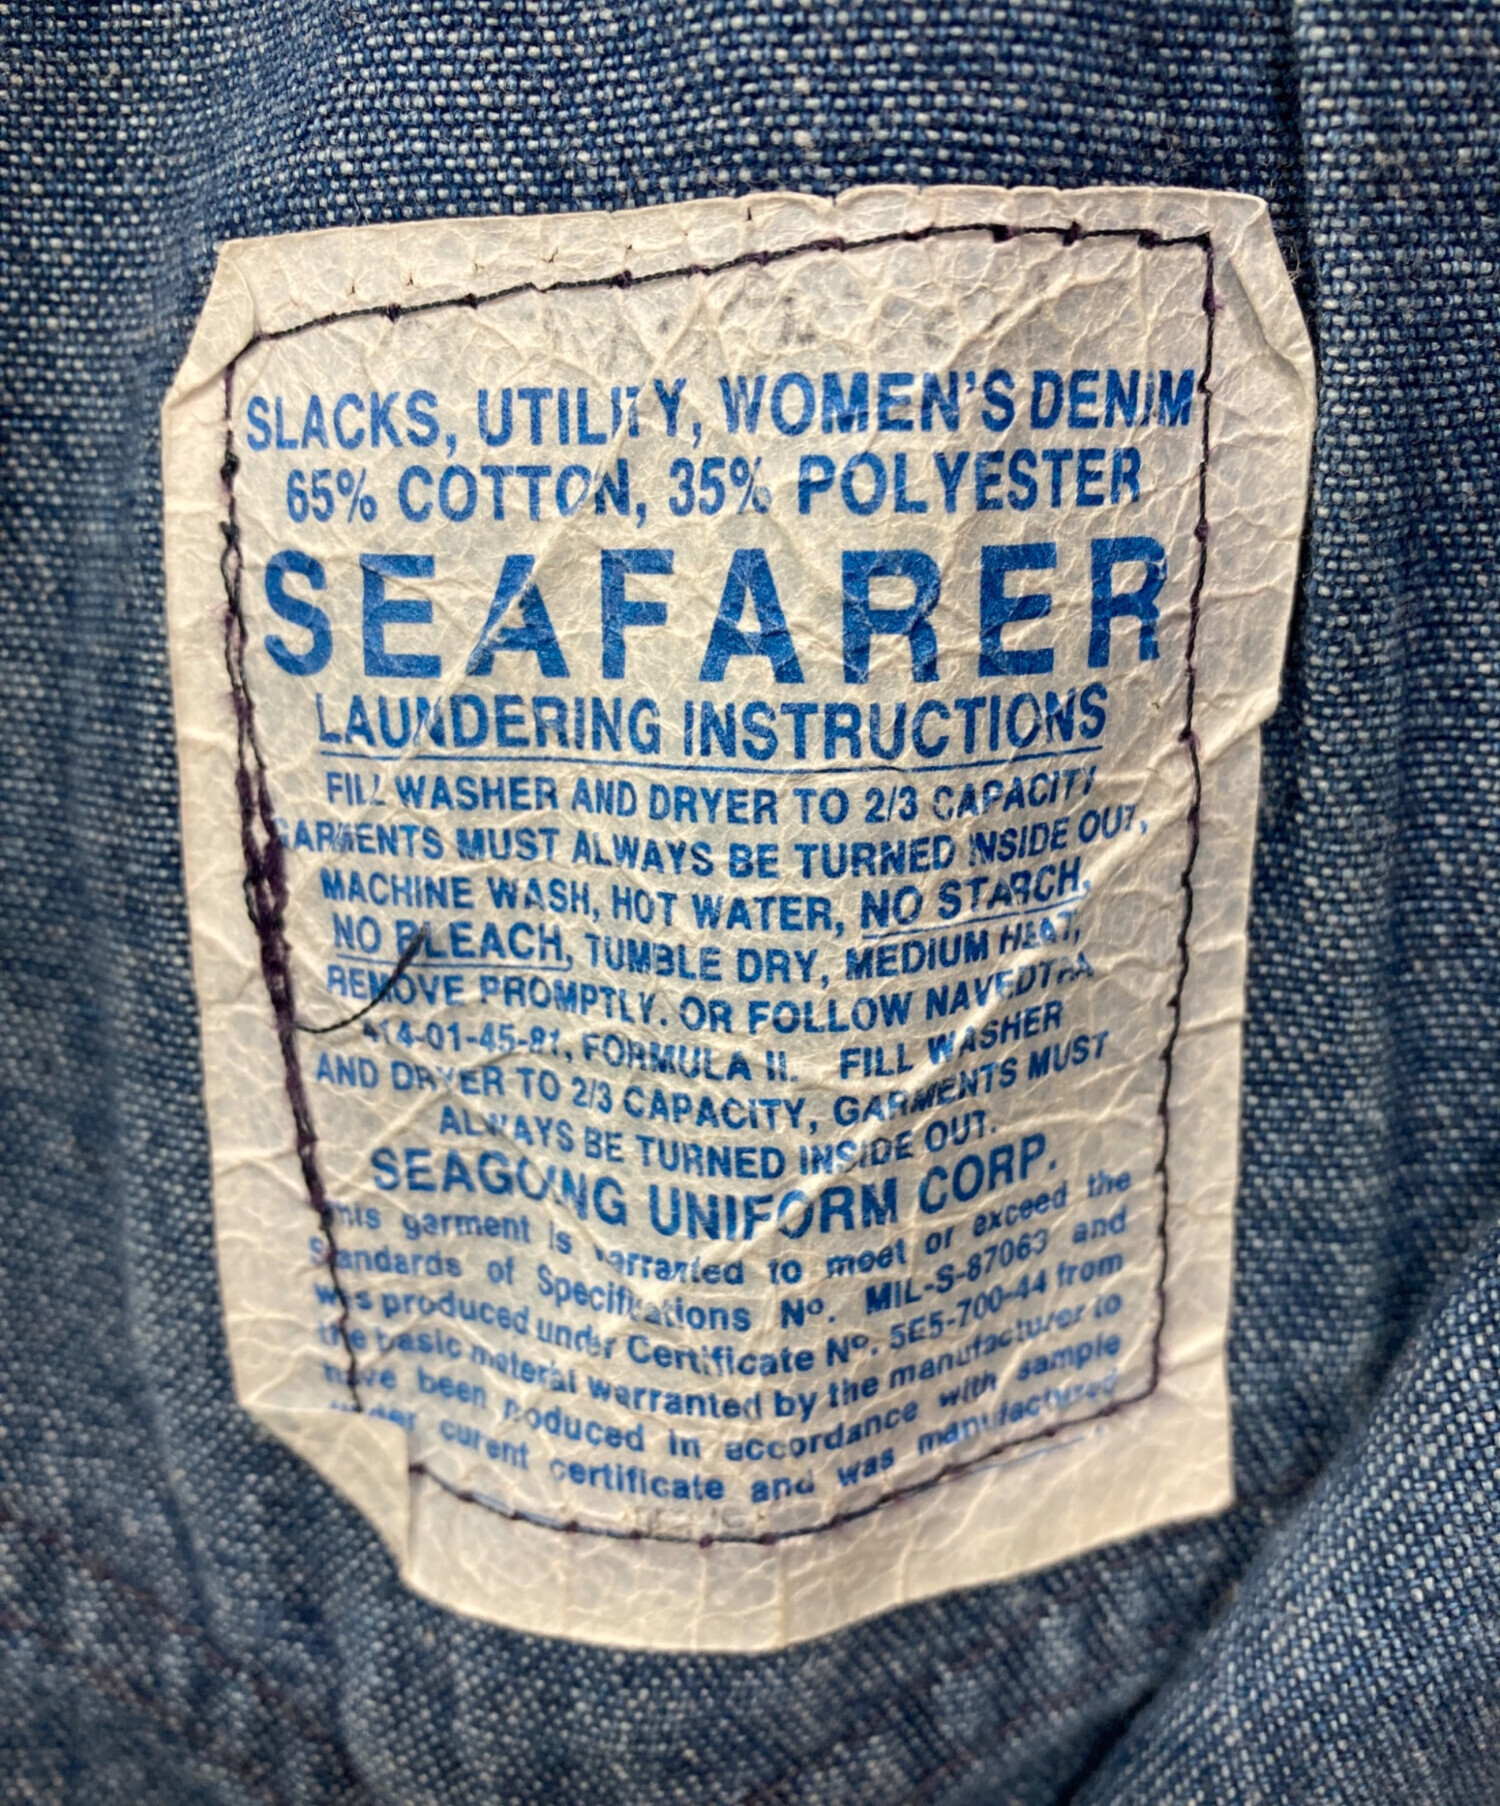 SLACKS, UTILITY, WOMEN'S DENIM
65% COTTON, 35% POLYESTER
SEAFARER
LAUNDERING INSTRUCTIONS
FILL WASHER AND DRYER TO 2/3 CAPACITY
GARMENTS MUST ALWAYS BE TURNED INSIDE OUT,
MACHINE WASH, HOT WATER, NO STARCH,
NO BLEACH, TUMBLE DRY, MEDIUM HEAT,
REMOVE PROMPTLY. OR FOLLOW NAVEDTRA
414-01-45-81, FORMULA II. FILL WASHER
AND DRYER TO 2/3 CAPACITY, GARMENTS MUST
ALWAYS BE TURNED INSIDE OUT.
SEAGOING UNIFORM CORP.
This garment is warranted to meet or exceed the
Standards of Specifications Nº. MIL-S-87063 and
was produced under Certificate Nº. 5E5-700-44 from
the basic material warranted by the manufacturer to
have been poduced in accordance with sample
under curent certificate and was manufactured